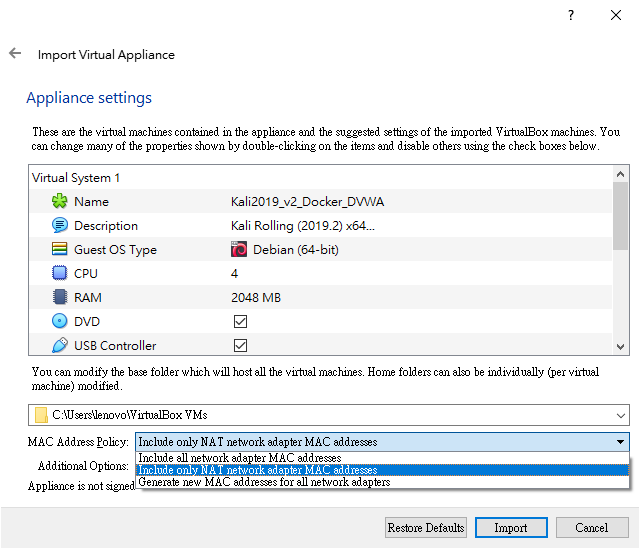 ?
Import Virtual Appliance
Appliance settings
These are the virtual machines contained in the appliance and the suggested settings of the imported VirtualBox machines. You
can change many of the properties shown by double-clicking on the items and disable others using the check boxes below.
Virtual System 1
Name Kali2019_v2_Docker_DVWA
Description Kali Rolling (2019.2) x64...
Guest OS Type Debian (64-bit)
CPU 4
RAM 2048 MB
DVD
USB Controller
You can modify the base folder which will host all the virtual machines. Home folders can also be individually (per virtual
machine) modified.
C:\Users\lenovo\VirtualBox VMs
MAC Address Policy: Include only NAT network adapter MAC addresses
Include all network adapter MAC addresses
Additional Options: Include only NAT network adapter MAC addresses
Appliance is not signed Generate new MAC addresses for all network adapters
Restore Defaults Import Cancel